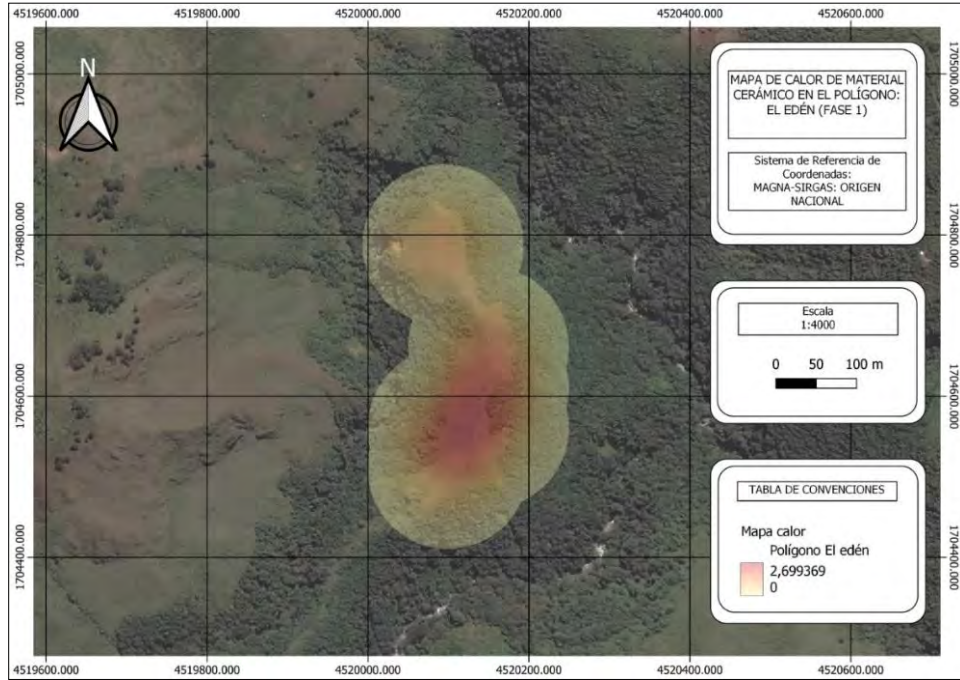 4519600.000 4519800.000 4520000.000 4520200.000 4520400.000 4520600.000
1705000.000
1704800.000
1704600.000
1704400.000
N
MAPA DE CALOR DE MATERIAL
CERÁMICO EN EL POLÍGONO:
EL EDÉN (FASE 1)
Sistema de Referencia de
Coordenadas:
MAGNA-SIRGAS: ORIGEN
NACIONAL
Escala
1:4000
0 50 100 m
TABLA DE CONVENCIONES
Mapa calor
Polígono El edén
2,699369
0
1705000.000
1704800.000
1704600.000
1704400.000
4519600.000 4519800.000 4520000.000 4520200.000 4520400.000 4520600.000